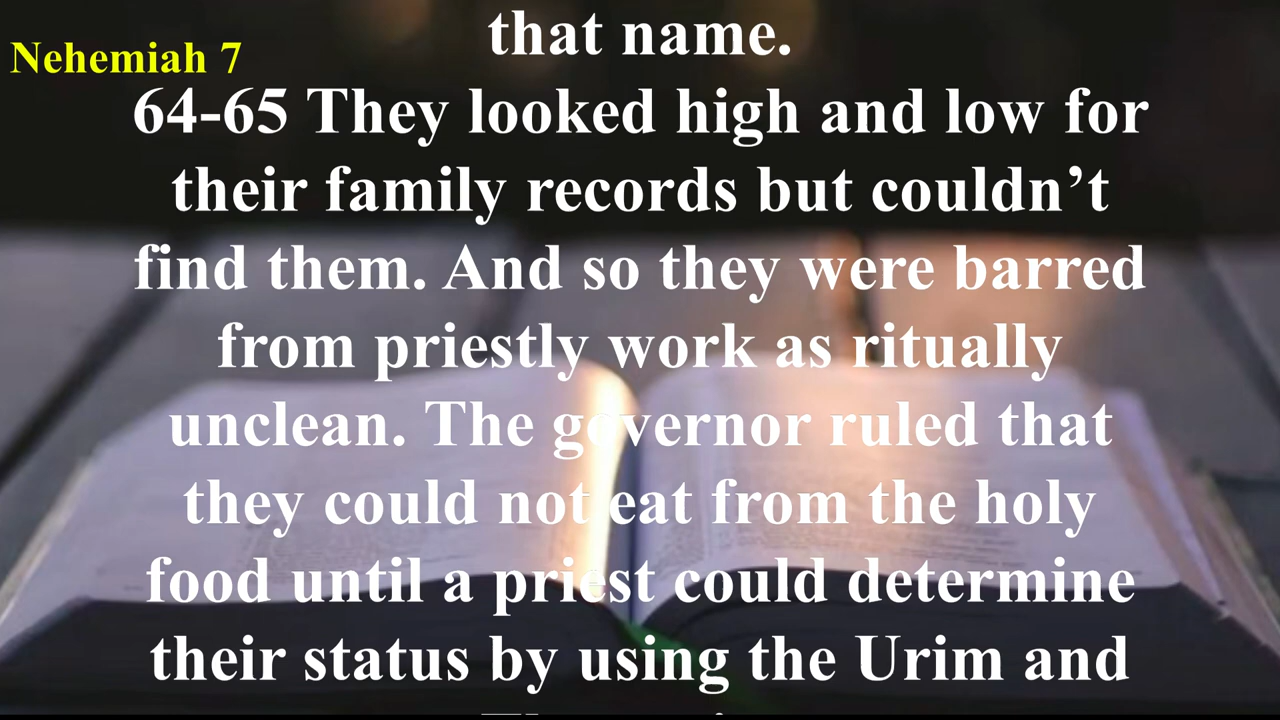 that name.
Nehemiah 7
64-65 They looked high and low for
their family records but couldn’t
find them. And so they were barred
from priestly work as ritually
unclean. The governor ruled that
they could not eat from the holy
food until a priest could determine
their status by using the Urim and